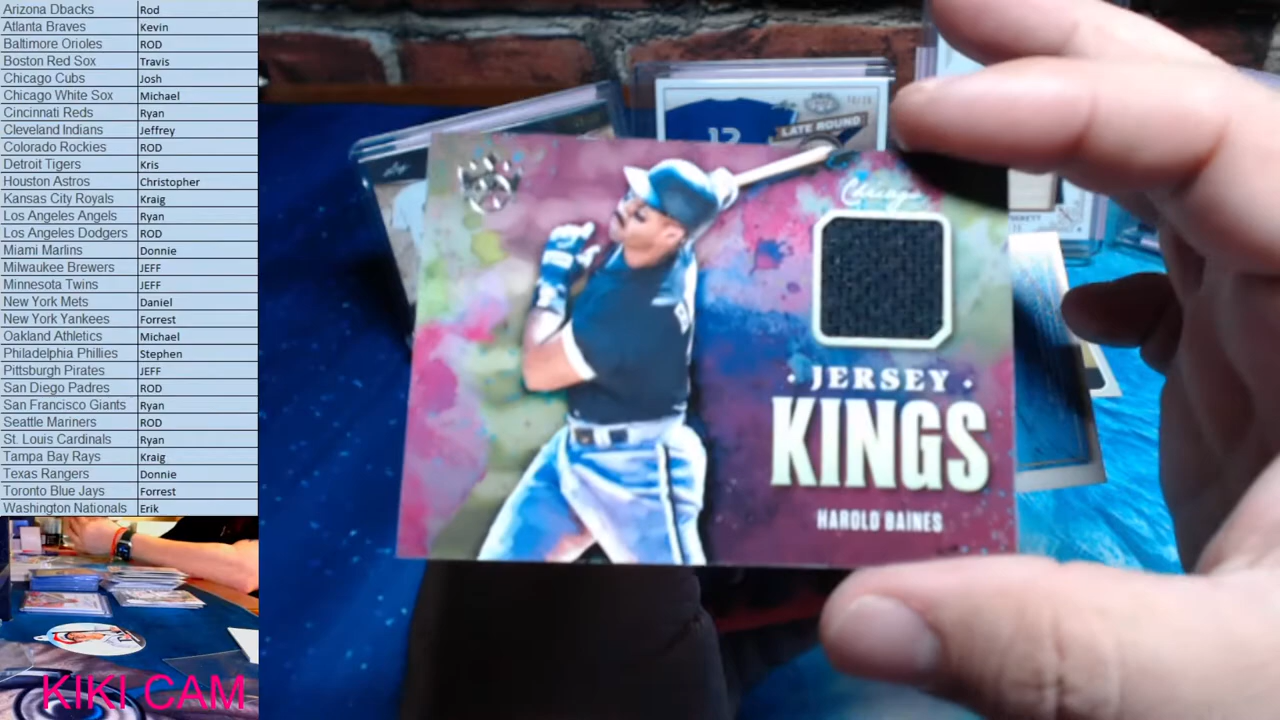 Arizona Dbacks Rod
Atlanta Braves Kevin
Baltimore Orioles ROD
Boston Red Sox Travis
Chicago Cubs Josh
Chicago White Sox Michael
Cincinnati Reds Ryan
Cleveland Indians Jeffrey
Colorado Rockies ROD
Detroit Tigers Kris
Houston Astros Christopher
Kansas City Royals Kraig
Los Angeles Angels Ryan
Los Angeles Dodgers ROD
Miami Marlins Donnie
Milwaukee Brewers JEFF
Minnesota Twins JEFF
New York Mets Daniel
New York Yankees Forrest
Oakland Athletics Michael
Philadelphia Phillies Stephen
Pittsburgh Pirates JEFF
San Diego Padres ROD
San Francisco Giants Ryan
Seattle Mariners ROD
St. Louis Cardinals Ryan
Tampa Bay Rays Kraig
Texas Rangers Donnie
Toronto Blue Jays Forrest
Washington Nationals Erik
KIKI CAM
12
LATE ROUND
Chicago
· JERSEY ·
KINGS
HAROLD BAINES